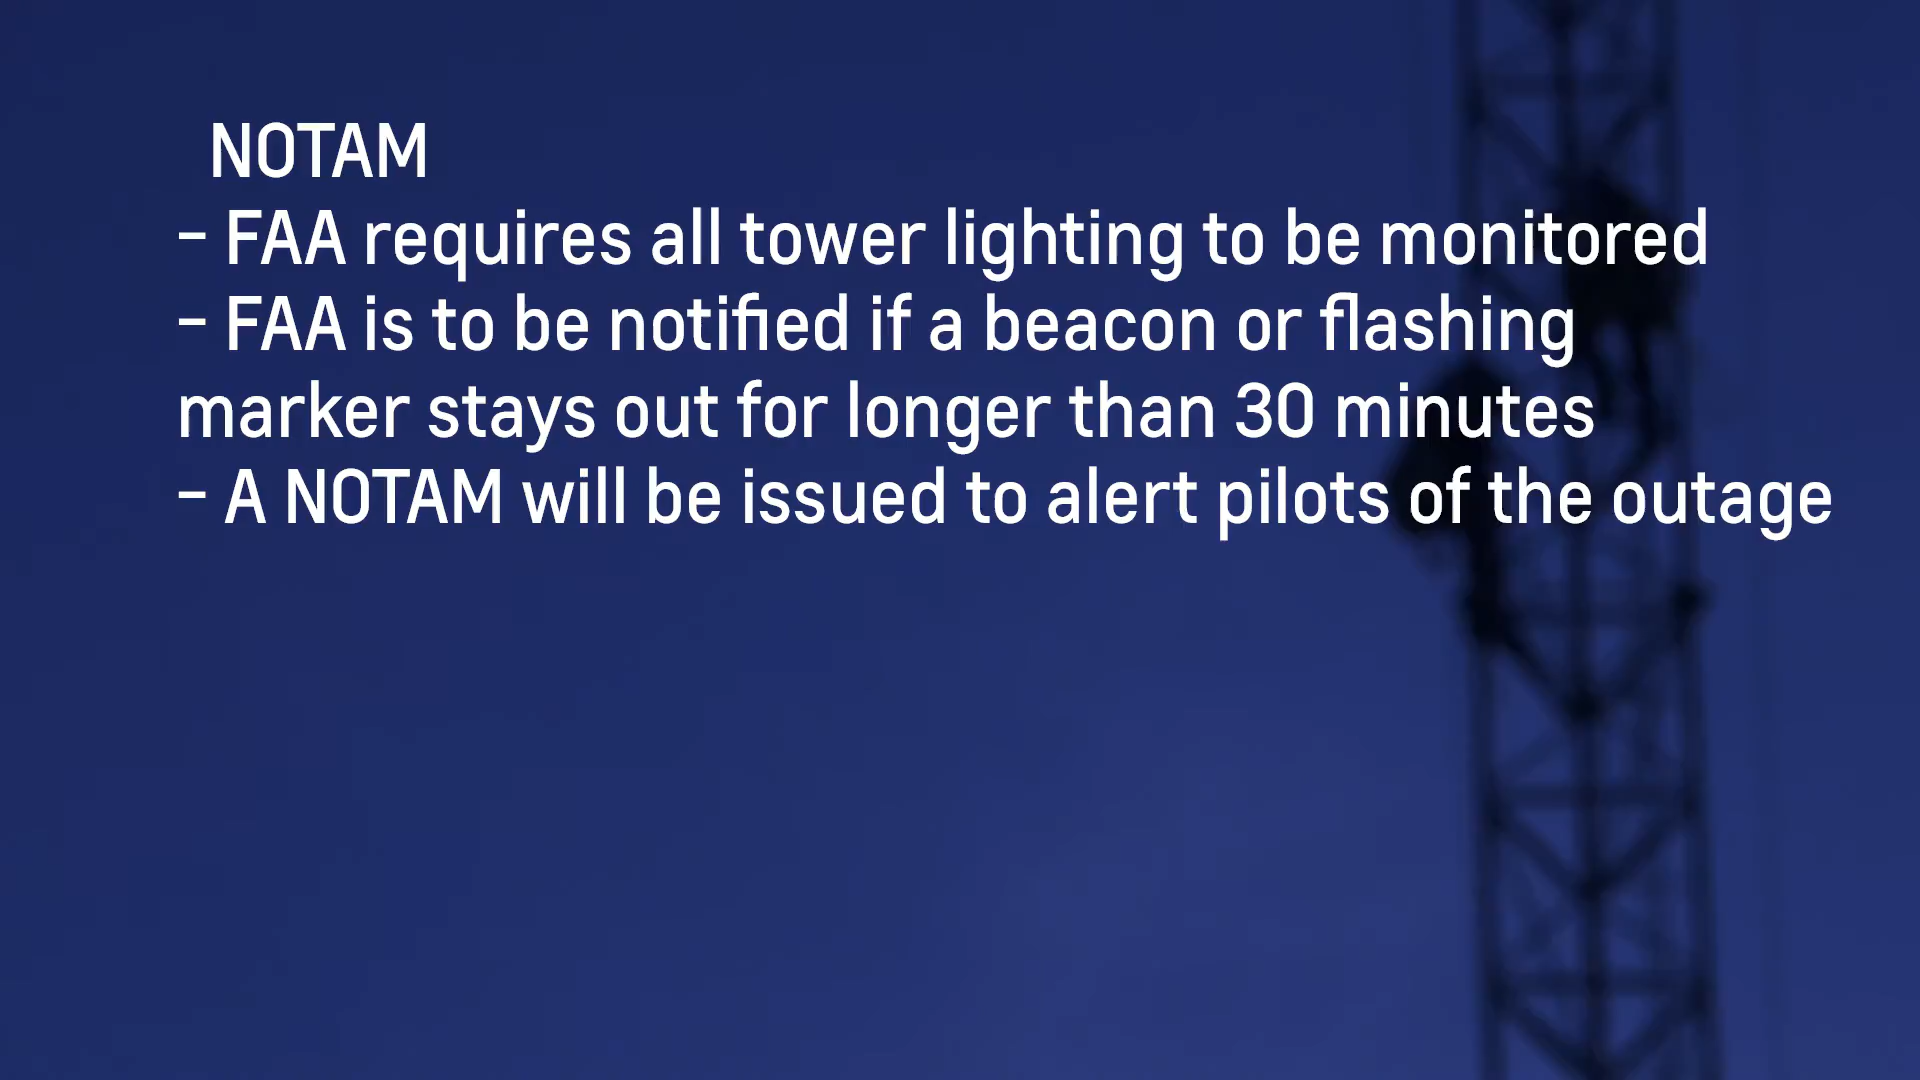 NOTAM
- FAA requires all tower lighting to be monitored
- FAA is to be notified if a beacon or flashing
marker stays out for longer than 30 minutes
- A NOTAM will be issued to alert pilots of the outage